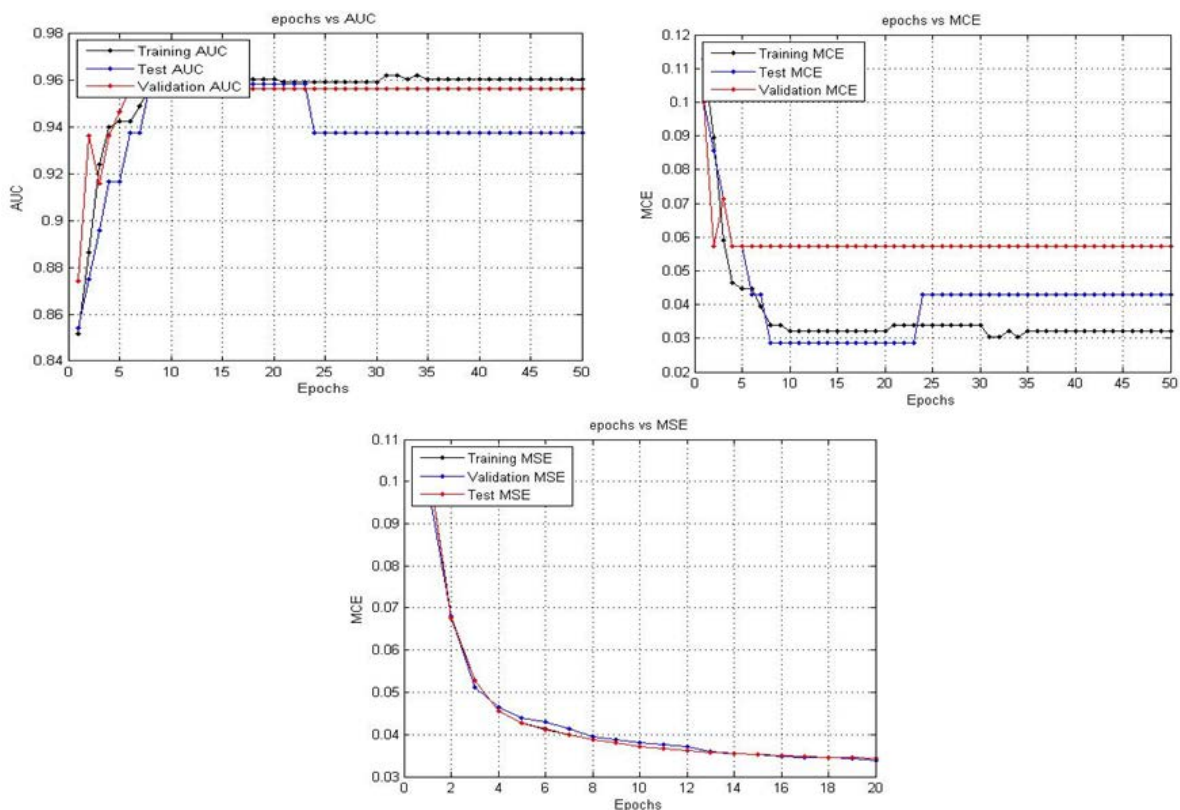 epochs vs AUC
0.98
0.96
0.94
0.92
0.9
0.88
0.86
0.84
AUC
Training AUC
Test AUC
Validation AUC
0 5 10 15 20 25 30 35 40 45 50
Epochs
epochs vs MCE
0.12
0.1
0.09
0.08
0.07
0.06
0.05
0.04
0.03
0.02
MCE
Training MCE
Test MCE
Validation MCE
0 5 10 15 20 25 30 35 40 45 50
Epochs
epochs vs MSE
0.11
0.1
0.09
0.08
0.07
0.06
0.05
0.04
0.03
MCE
Training MSE
Validation MSE
Test MSE
0 2 4 6 8 10 12 14 16 18 20
Epochs